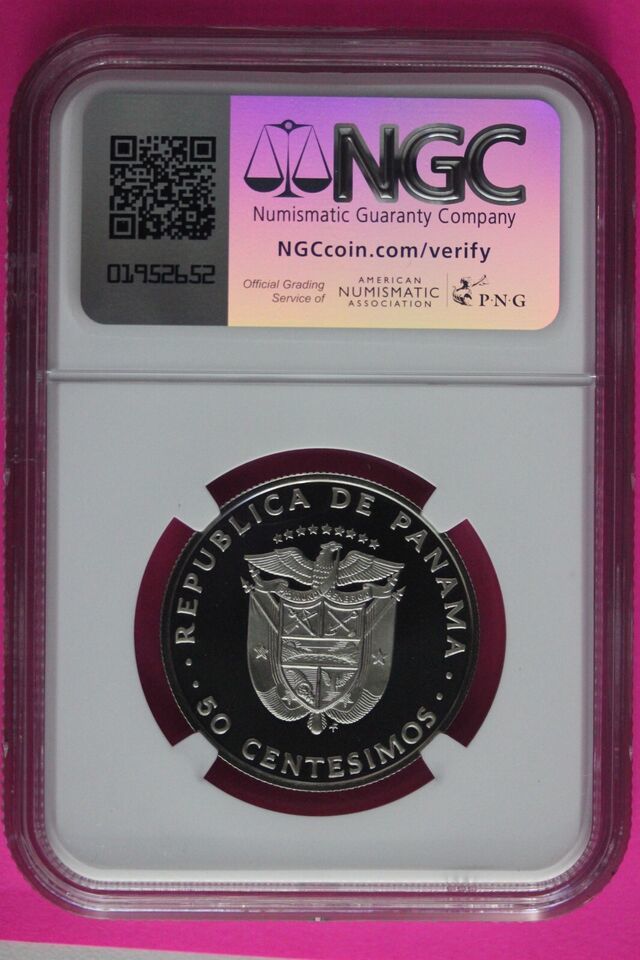 NGC
Numismatic Guaranty Company
NGCcoin.com/verify
01952652
Official Grading
Service of
AMERICAN
NUMISMATIC
ASSOCIATION
P·N·G
REPUBLICA DE PANAMA
50 CENTESIMOS